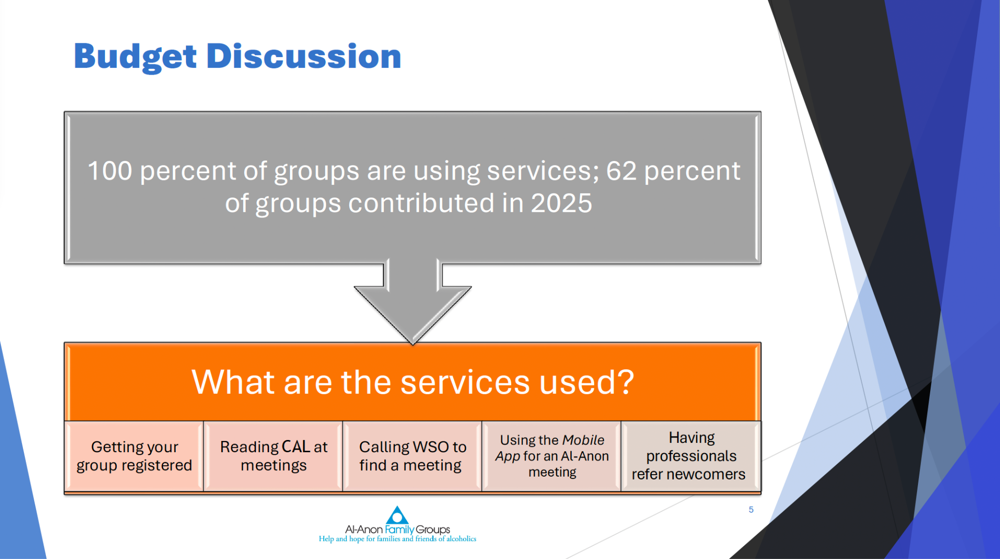 Budget Discussion
100 percent of groups are using services; 62 percent
of groups contributed in 2025
What are the services used?
Getting your
group registered
Reading CAL at
meetings
Calling WSO to
find a meeting
Using the Mobile
App for an Al-Anon
meeting
Having
professionals
refer newcomers
5
Al-Anon Family Groups
Help and hope for families and friends of alcoholics